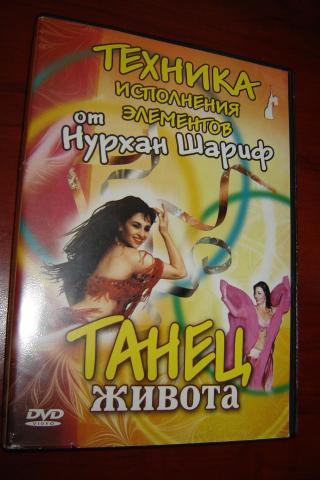 ТЕХНИКА
ИСПОЛНЕНИЯ
ЭЛЕМЕНТОВ
от
Нурхан Шариф
ТАНЕЦ
живота
DVD
VIDEO